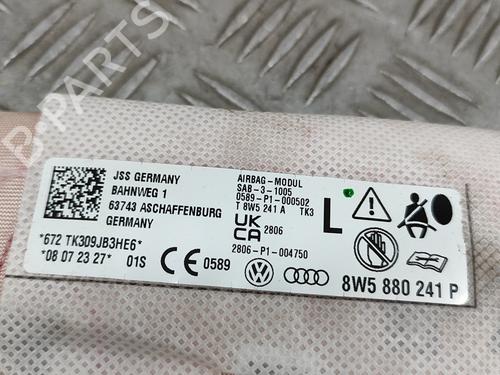 JSS GERMANY
BAHNWEG 1
63743 ASCHAFFENBURG
GERMANY
*672 TK309JB3HE6*
*08 07 23 27* 01S
CE 0589
AIRBAG-MODUL
SAB-3-1005
0589-P1-000502
T 8W5 241 A TK3
UK CA 2806
2806-P1-004750
L
8W5 880 241 P
B-PARTS